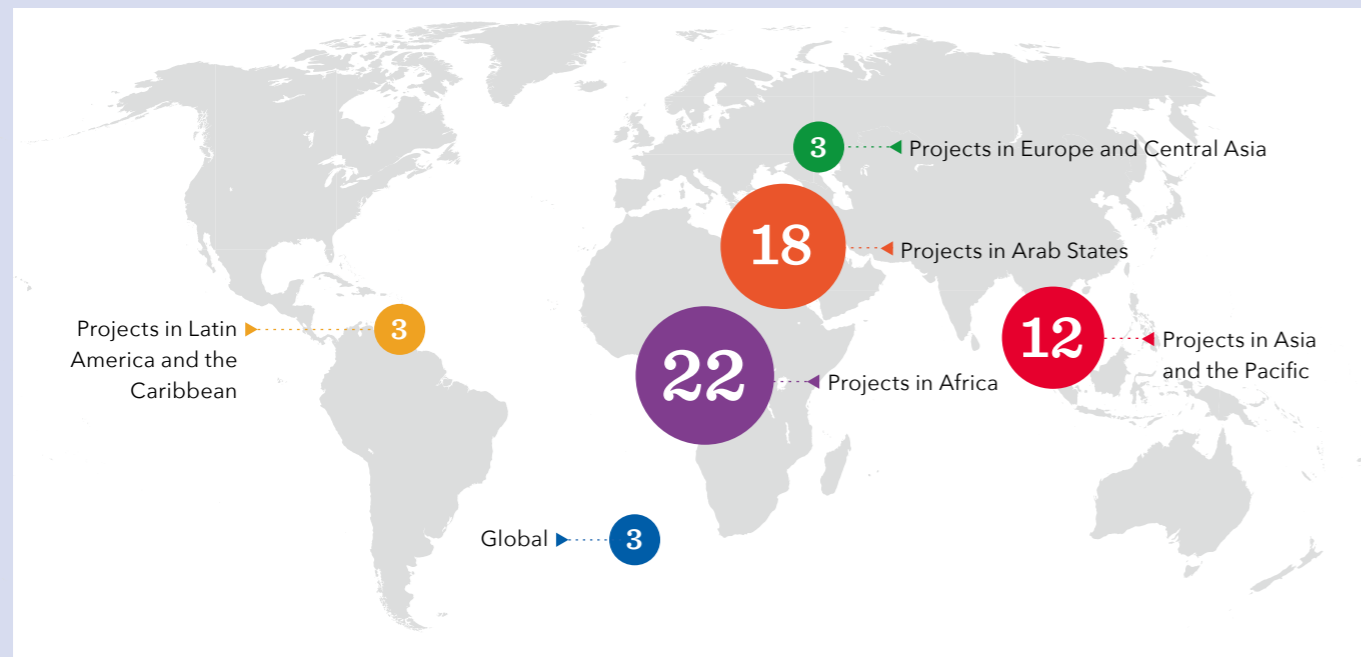 3
Projects in Europe and Central Asia
18
Projects in Arab States
Projects in Latin
America and the
Caribbean
3
12
Projects in Asia
and the Pacific
22
Projects in Africa
Global
3